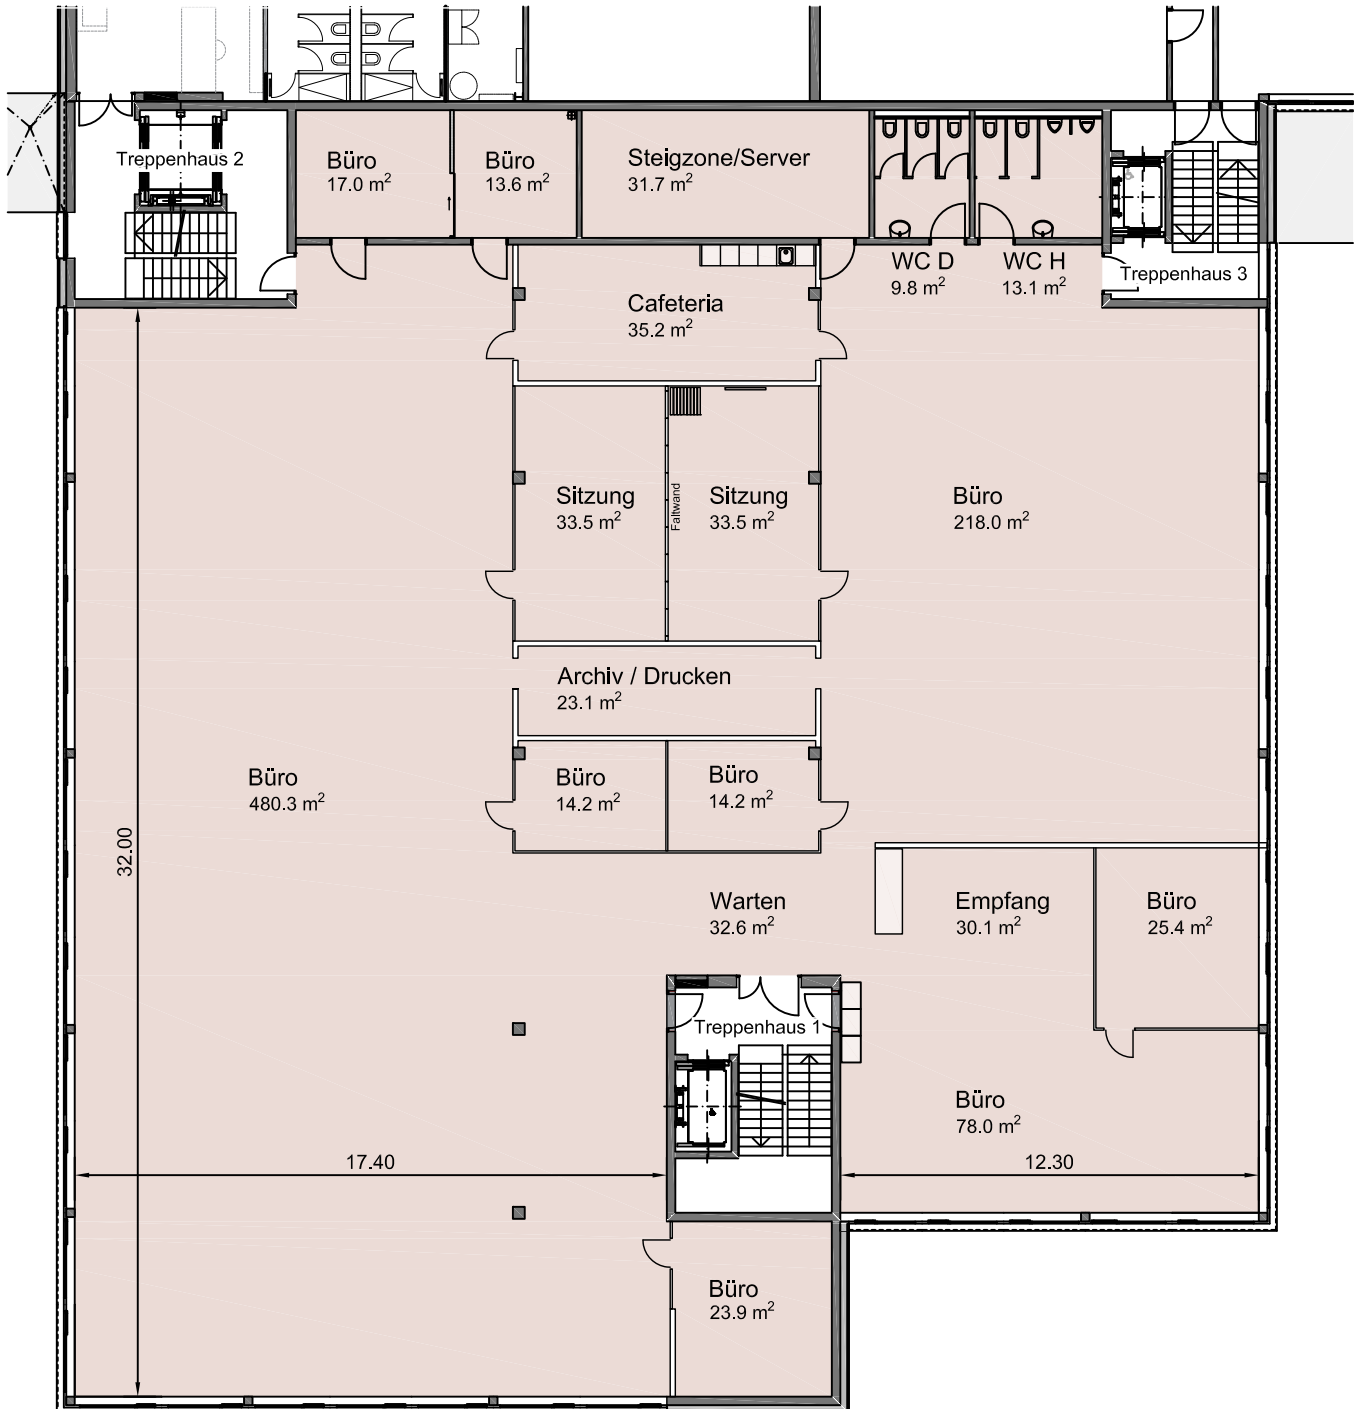 Treppenhaus 2
Büro
17.0 m²
Büro
13.6 m²
Steigzone/Server
31.7 m²
WC D
9.8 m²
WC H
13.1 m²
Treppenhaus 3
Cafeteria
35.2 m²
Sitzung
33.5 m²
Faltwand
Sitzung
33.5 m²
Büro
218.0 m²
Archiv / Drucken
23.1 m²
Büro
480.3 m²
Büro
14.2 m²
Büro
14.2 m²
32.00
Warten
32.6 m²
Empfang
30.1 m²
Büro
25.4 m²
Treppenhaus 1
Büro
78.0 m²
17.40
12.30
Büro
23.9 m²